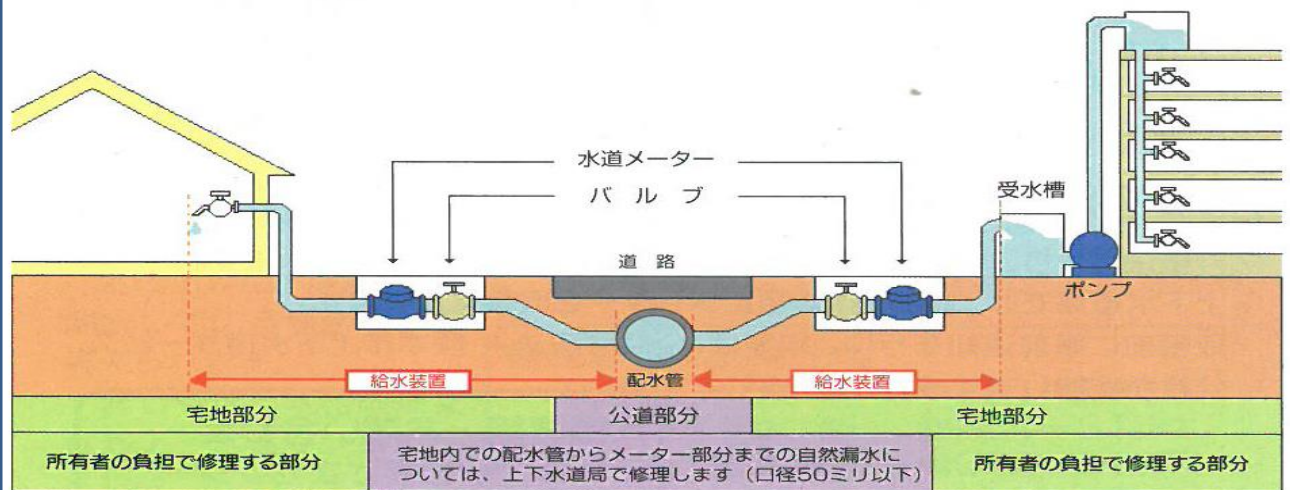 水道メーター
バルブ
受水槽
道路
ポンプ
給水装置
配水管
給水装置
宅地部分
公道部分
宅地部分
所有者の負担で修理する部分
宅地内での配水管からメーター部分までの自然漏水に
ついては、上下水道局で修理します（口径50ミリ以下）
所有者の負担で修理する部分